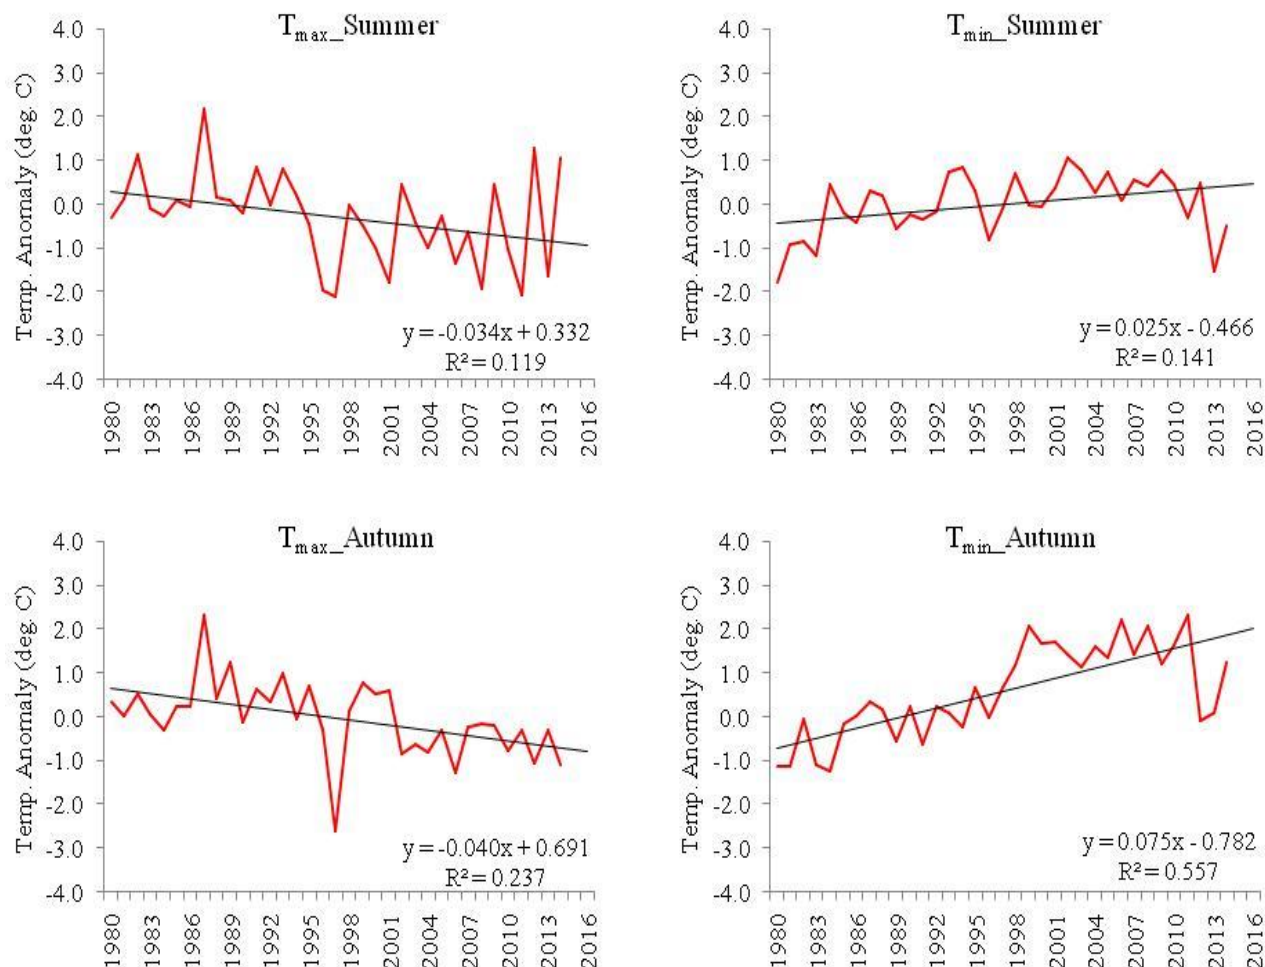 T_max_Summer
Temp. Anomaly (deg. C)
4.0
3.0
2.0
1.0
0.0
-1.0
-2.0
-3.0
-4.0
y = -0.034x + 0.332
R² = 0.119
1980 1983 1986 1989 1992 1995 1998 2001 2004 2007 2010 2013 2016
T_min_Summer
Temp. Anomaly (deg. C)
4.0
3.0
2.0
1.0
0.0
-1.0
-2.0
-3.0
-4.0
y = 0.025x - 0.466
R² = 0.141
1980 1983 1986 1989 1992 1995 1998 2001 2004 2007 2010 2013 2016
T_max_Autumn
Temp. Anomaly (deg. C)
4.0
3.0
2.0
1.0
0.0
-1.0
-2.0
-3.0
-4.0
y = -0.040x + 0.691
R² = 0.237
1980 1983 1986 1989 1992 1995 1998 2001 2004 2007 2010 2013 2016
T_min_Autumn
Temp. Anomaly (deg. C)
4.0
3.0
2.0
1.0
0.0
-1.0
-2.0
-3.0
-4.0
y = 0.075x - 0.782
R² = 0.557
1980 1983 1986 1989 1992 1995 1998 2001 2004 2007 2010 2013 2016